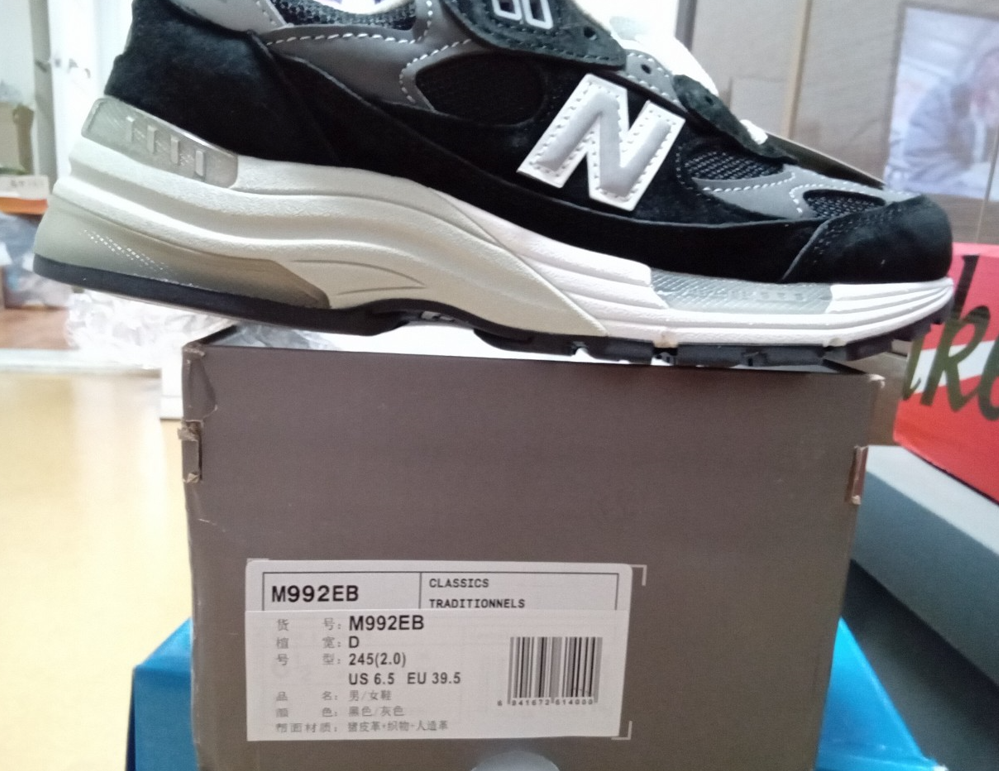 N
M992EB
CLASSICS
TRADITIONNELS
货 号: M992EB
楦 宽: D
号 型: 245(2.0)
US 6.5 EU 39.5
品 名: 男/女鞋
颜 色: 黑色/灰色
帮面材质: 猪皮革+织物+人造革